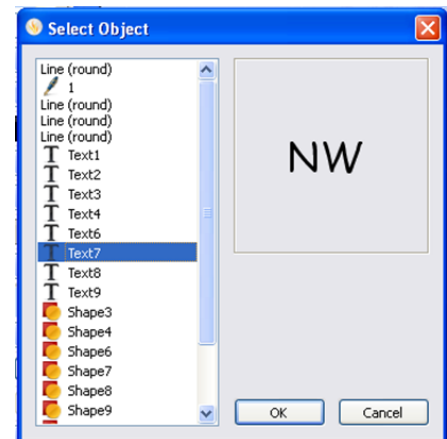 Select Object
Line (round)
1
Line (round)
Line (round)
Line (round)
Text1
Text2
Text3
Text4
Text6
Text7
Text8
Text9
Shape3
Shape4
Shape6
Shape7
Shape8
Shape9
NW
OK
Cancel